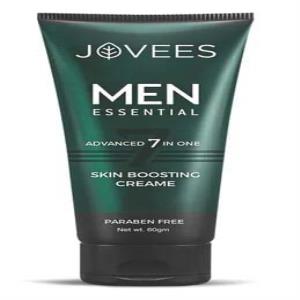 JOVEES
MEN
ESSENTIAL
ADVANCED 7 IN ONE
SKIN BOOSTING
CREAME
PARABEN FREE
Net wt. 60gm